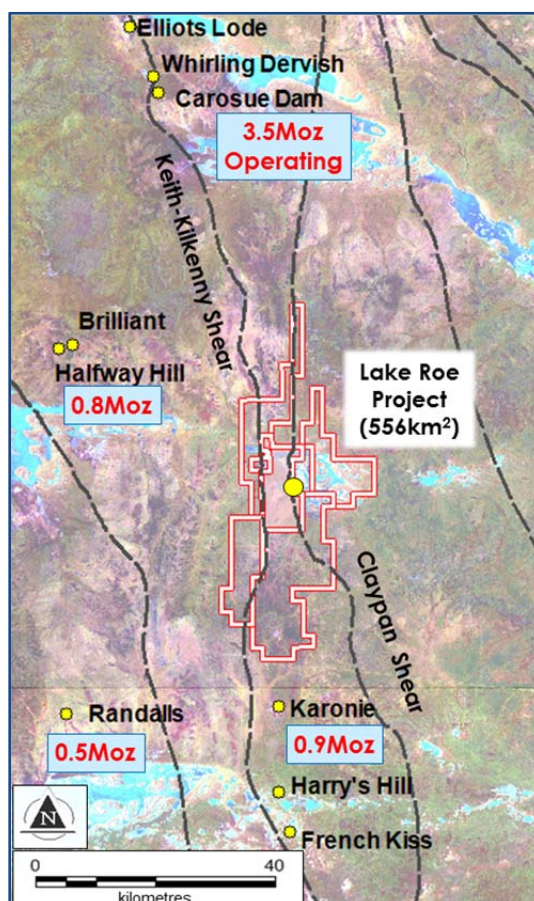 Elliots Lode
Whirling Dervish
Carosue Dam
3.5Moz
Operating
Keith-Kilkenny Shear
Brilliant
Halfway Hill
0.8Moz
Lake Roe
Project
(556km²)
Claypan Shear
Randalls
0.5Moz
Karonie
0.9Moz
Harry's Hill
French Kiss
N
0 40
kilometres